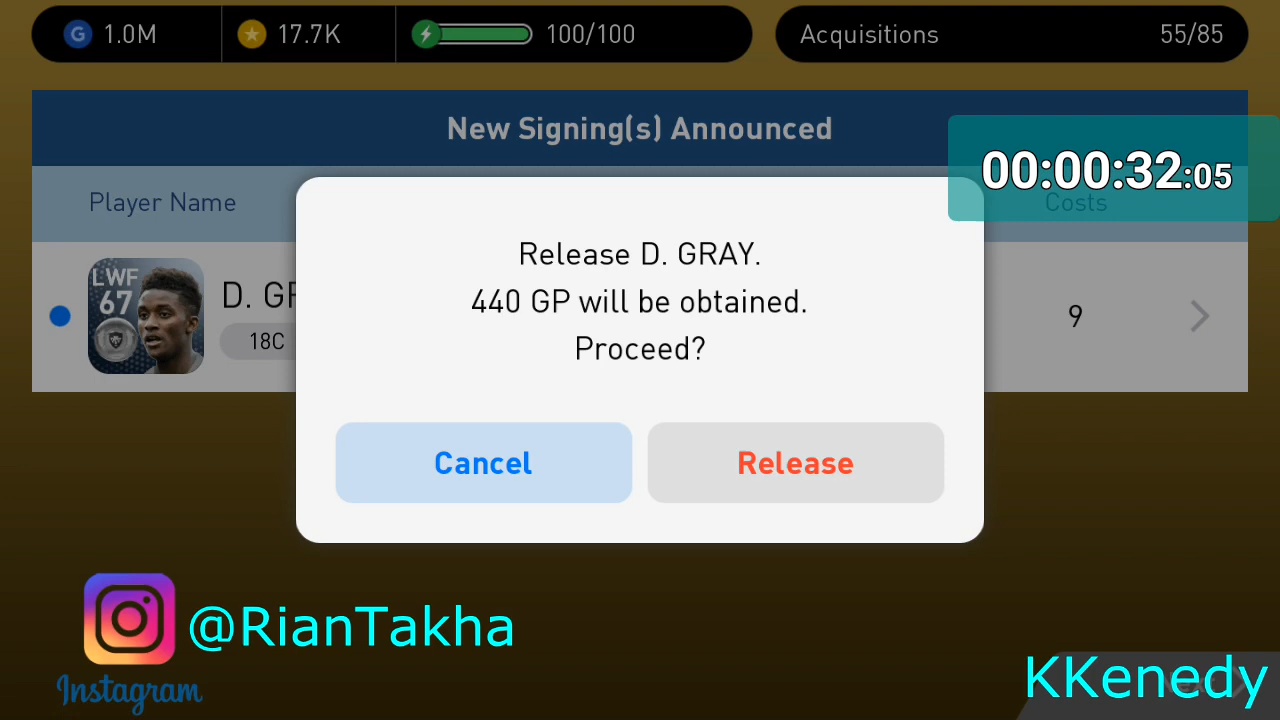 G 1.0M
17.7K
100/100
Acquisitions 55/85
New Signing(s) Announced
00:00:32:05
Player Name
Costs
LWF
67
D. GR
18C
9
Release D. GRAY.
440 GP will be obtained.
Proceed?
Cancel
Release
@RianTakha
Instagram
KKenedy